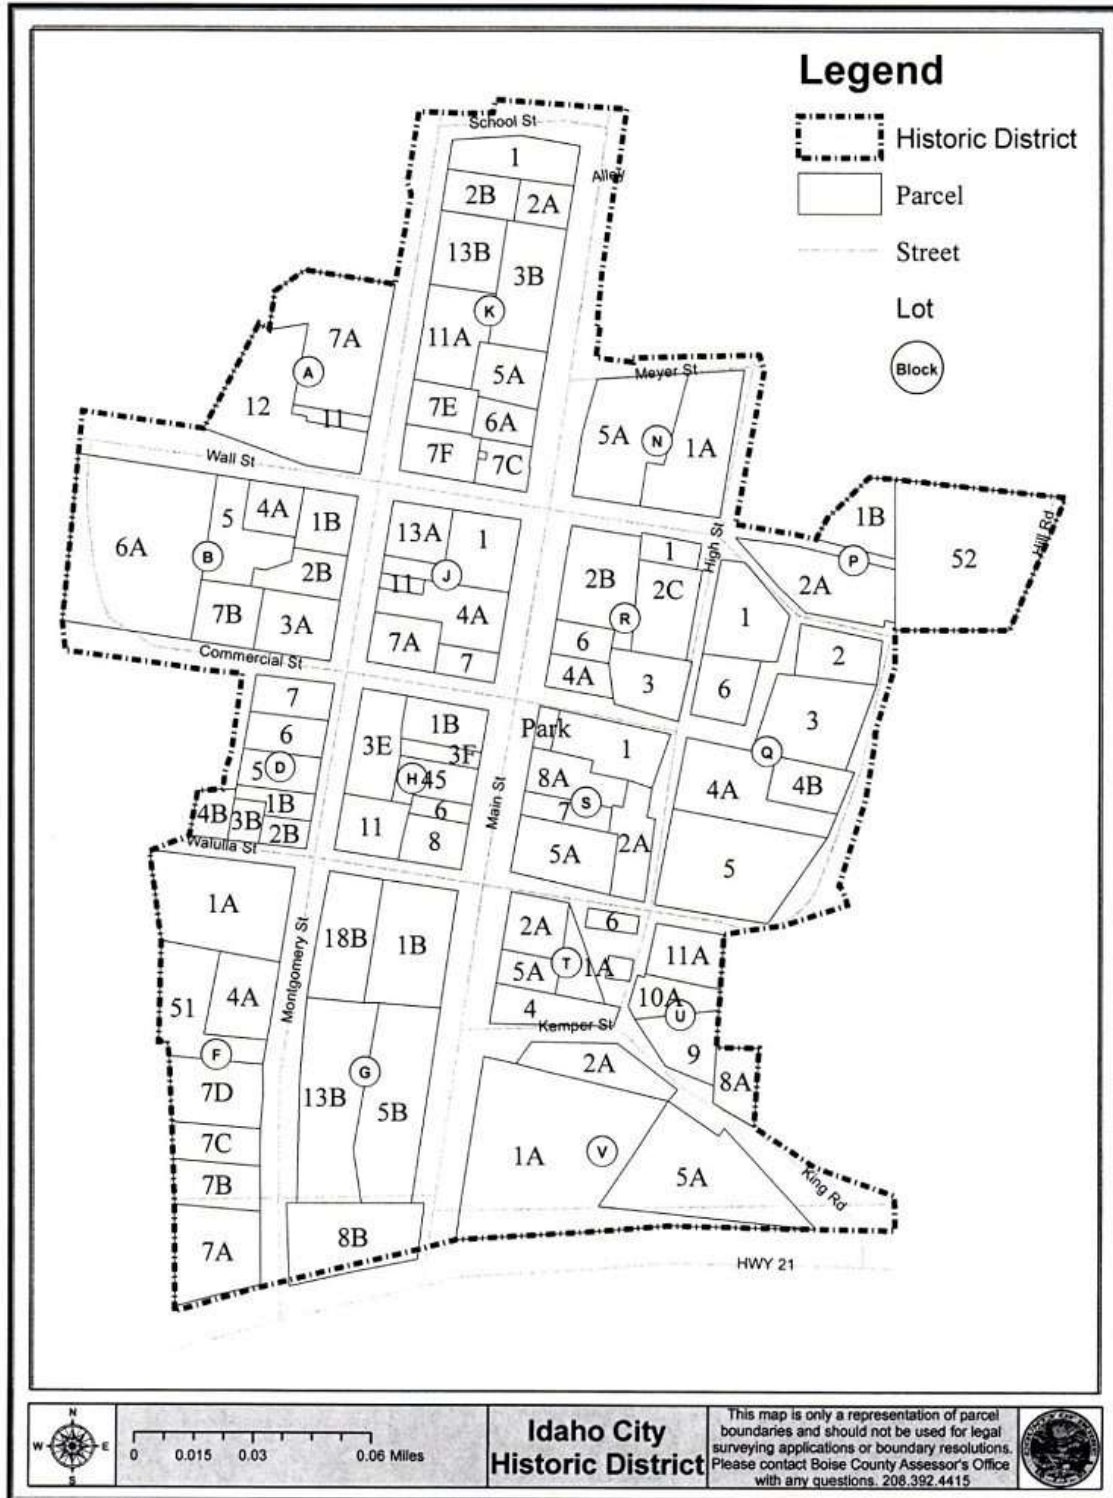 Legend
Historic District
Parcel
Street
Lot
Block
School St
Alley
1
2B
2A
13B
3B
K
11A
5A
7E
6A
7F
7C
7A
A
12
11
Meyer St
5A
N
1A
Wall St
6A
5
4A
1B
B
2B
7B
3A
13A
1
J
11
4A
7A
7
1
2B
2C
R
6
4A
3
High St
1B
P
52
Hill Rd
2A
1
2
6
3
Q
4A
4B
5
Commercial St
7
6
5
D
1B
4B
3B
2B
3E
1B
3F
H
45
6
11
8
Main St
Park
1
8A
S
7
5A
2A
Walulla St
1A
51
4A
F
7D
7C
7B
7A
Montgomery St
18B
1B
G
13B
5B
8B
2A
6
5A
T
1A
4
Kemper St
11A
10A
U
9
8A
2A
1A
V
5A
King Rd
HWY 21
N
W
E
S
0
0.015
0.03
0.06 Miles
Idaho City
Historic District
This map is only a representation of parcel
boundaries and should not be used for legal
surveying applications or boundary resolutions.
Please contact Boise County Assessor's Office
with any questions. 208.392.4415